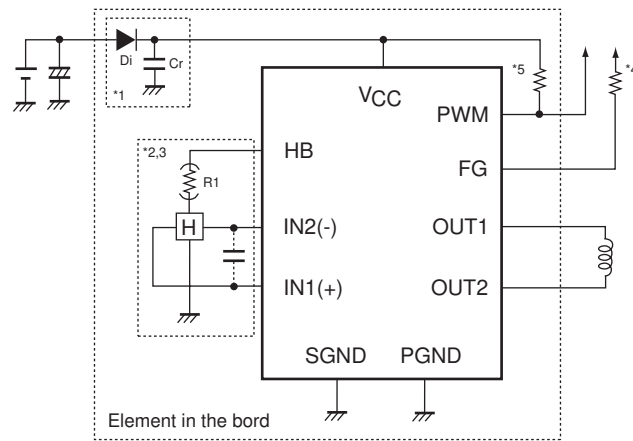 Di
Cr
*1
*5
*4
VCC
PWM
*2,3
HB
R1
FG
H
IN2(-)
OUT1
IN1(+)
OUT2
SGND
PGND
Element in the bord